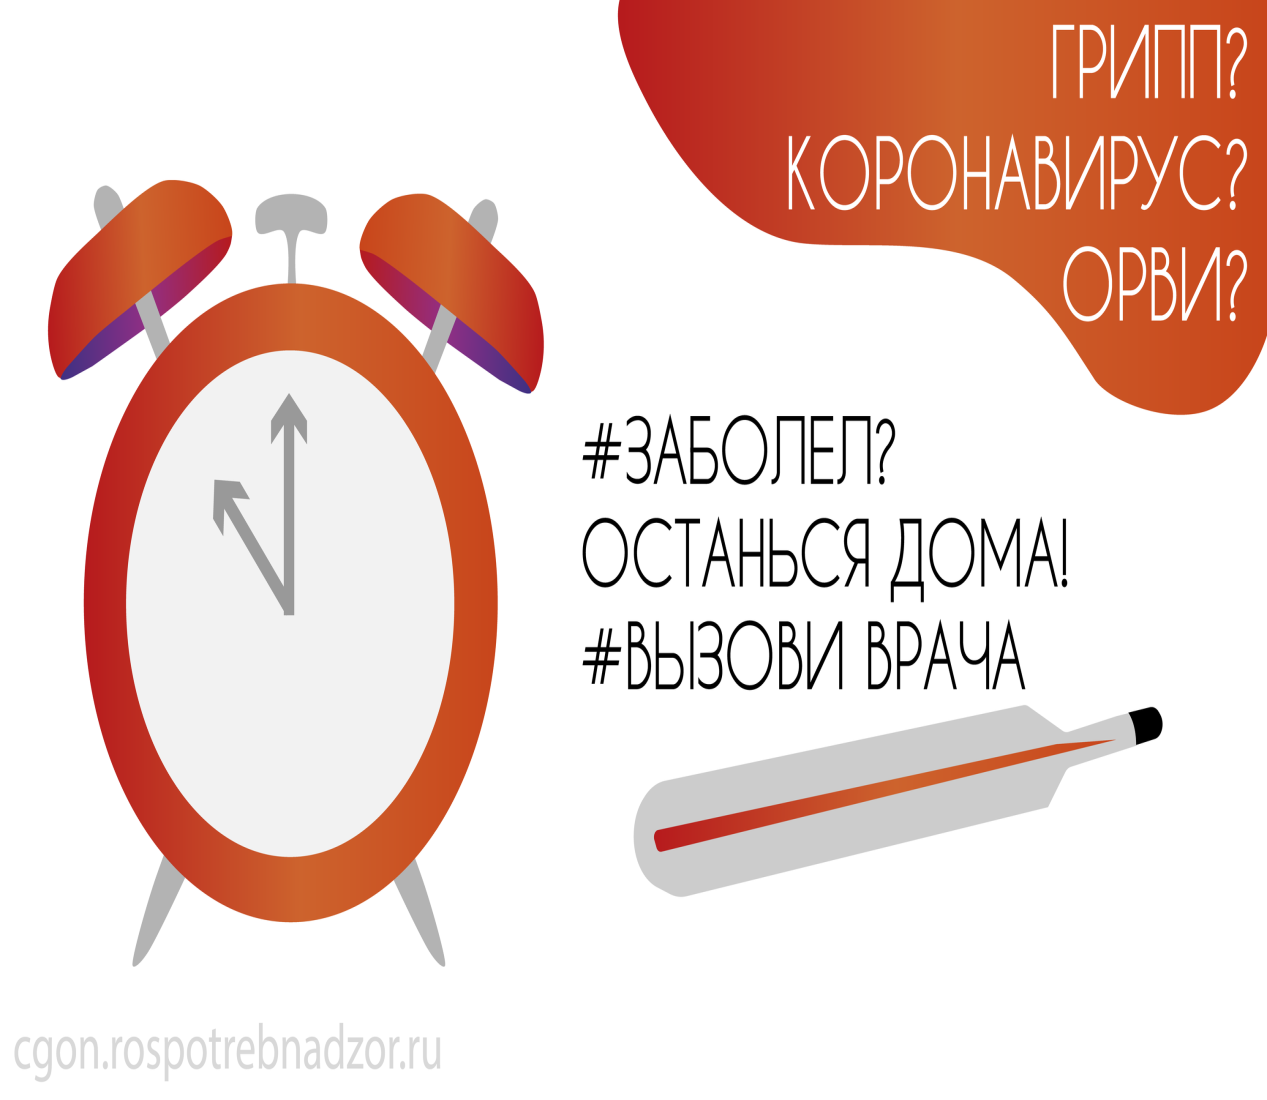 ГРИПП?
КОРОНАВИРУС?
ОРВИ?
#ЗАБОЛЕЛ?
ОСТАНЬСЯ ДОМА!
#ВЫЗОВИ ВРАЧА
cgon.rospotrebnadzor.ru